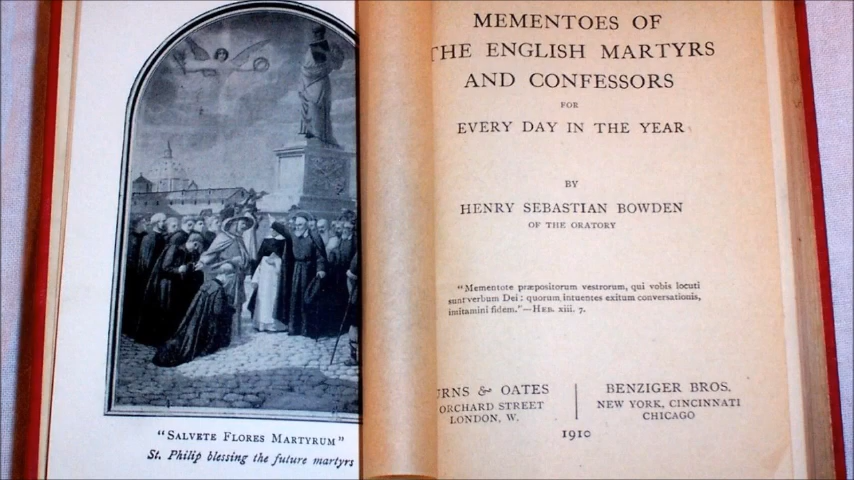 "SALVETE FLORES MARTYRUM"
St. Philip blessing the future martyrs
MEMENTOES OF
THE ENGLISH MARTYRS
AND CONFESSORS
FOR
EVERY DAY IN THE YEAR
BY
HENRY SEBASTIAN BOWDEN
OF THE ORATORY
"Mementote præpositorum vestrorum, qui vobis locuti
sunt verbum Dei : quorum intuentes exitum conversationis,
imitamini fidem."—HEB. xiii. 7.
RNS & OATES
ORCHARD STREET
LONDON, W.
BENZIGER BROS.
NEW YORK, CINCINNATI
CHICAGO
1910